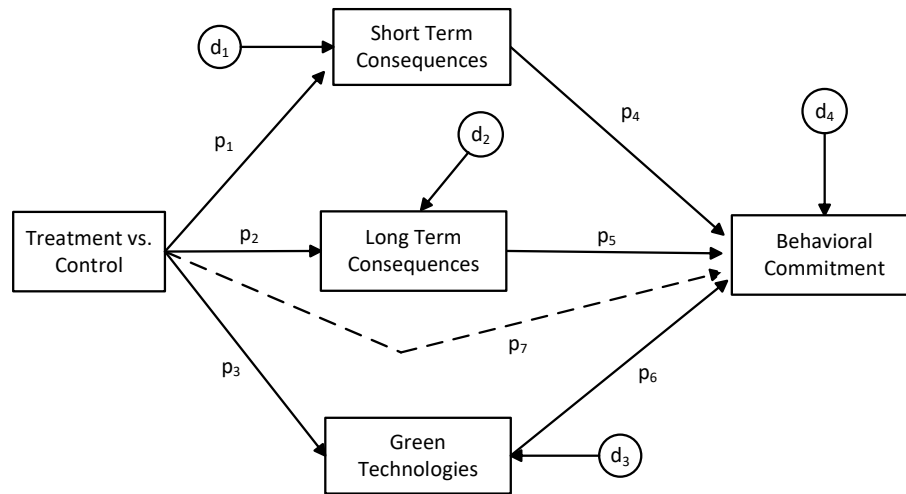 Short Term
Consequences
d₁
p₁
p₄
d₂
d₄
Treatment vs.
Control
p₂
Long Term
Consequences
p₅
Behavioral
Commitment
p₃
p₇
p₆
Green
Technologies
d₃